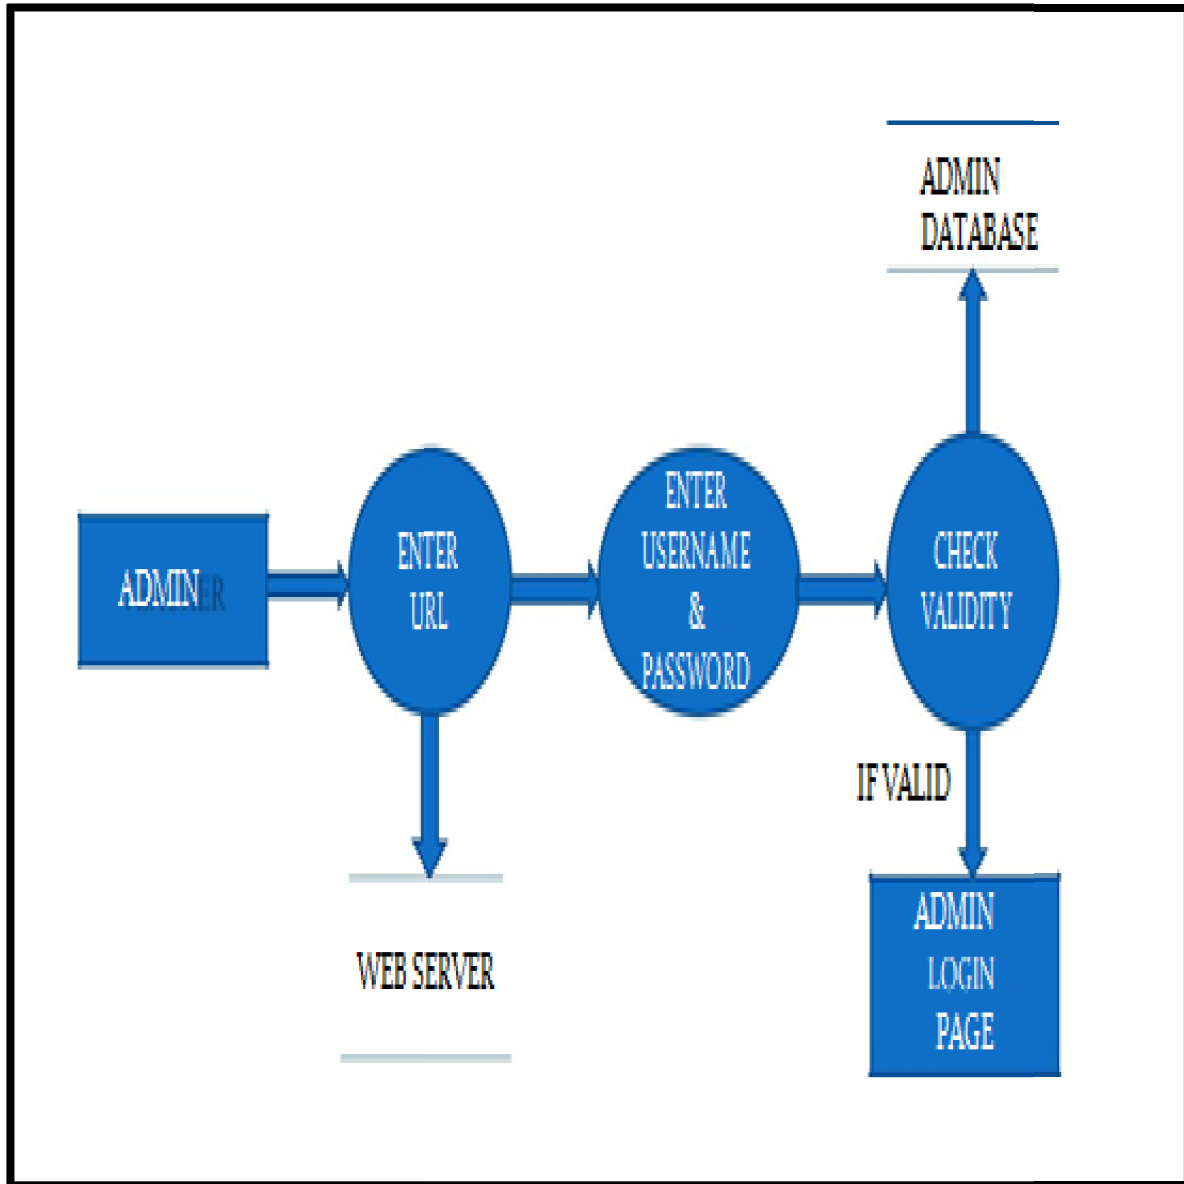 ADMIN
DATABASE
ADMIN
ENTER
URL
ENTER
USERNAME
&
PASSWORD
CHECK
VALIDITY
IF VALID
WEB SERVER
ADMIN
LOGIN
PAGE